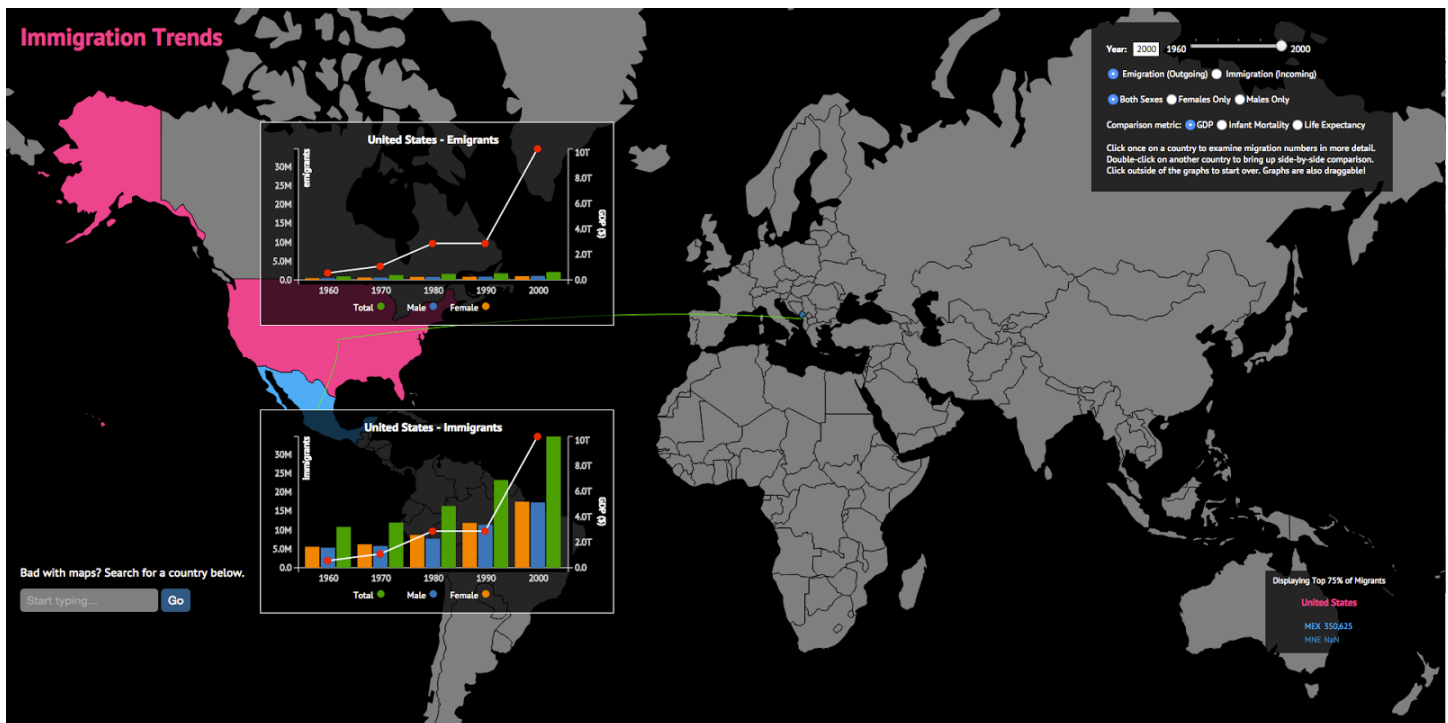 Immigration Trends
Year: 2000 1960 2000
Emigration (Outgoing) Immigration (Incoming)
Both Sexes Females Only Males Only
Comparison metric: GDP Infant Mortality Life Expectancy
Click once on a country to examine migration numbers in more detail.
Double-click on another country to bring up side-by-side comparison.
Click outside of the graphs to start over. Graphs are also draggable!
United States - Emigrants
emigrants
30M
25M
20M
15M
10M
5.0M
0.0
10T
8.0T
6.0T
4.0T
2.0T
0.0
GDP ($)
1960 1970 1980 1990 2000
Total Male Female
United States - Immigrants
Immigrants
30M
25M
20M
15M
10M
5.0M
0.0
10T
8.0T
6.0T
4.0T
2.0T
0.0
GDP ($)
1960 1970 1980 1990 2000
Total Male Female
Bad with maps? Search for a country below.
Start typing...
Go
Displaying Top 75% of Migrants
United States
MEX 350,625
MNE NaN